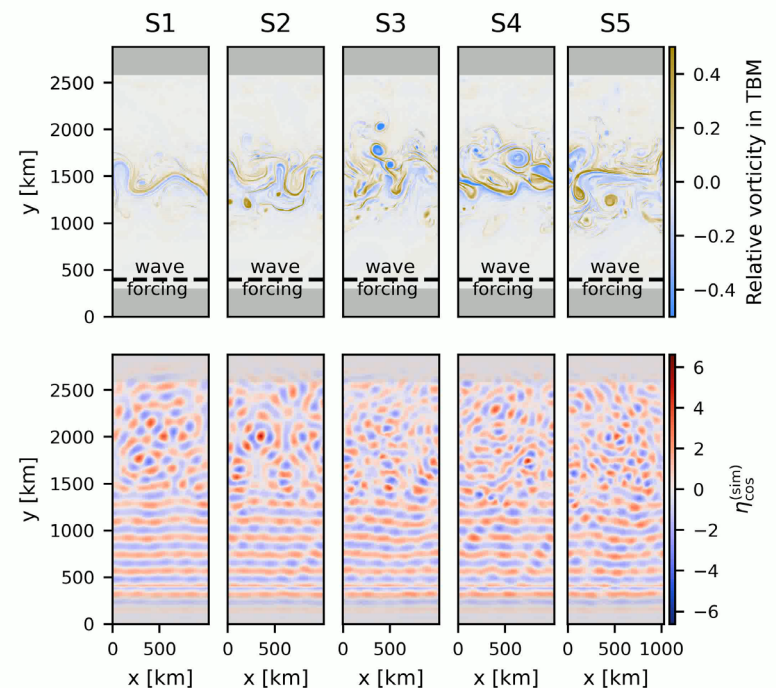 S1 S2 S3 S4 S5
2500
2000
1500
1000
500
0
y [km]
wave forcing
wave forcing
wave forcing
wave forcing
wave forcing
0.4
0.2
0.0
−0.2
−0.4
Relative vorticity in TBM
2500
2000
1500
1000
500
0
y [km]
6
4
2
0
−2
−4
−6
η_cos^(sim)
0 500 0 500 0 500 0 500 0 500 1000
x [km] x [km] x [km] x [km] x [km]